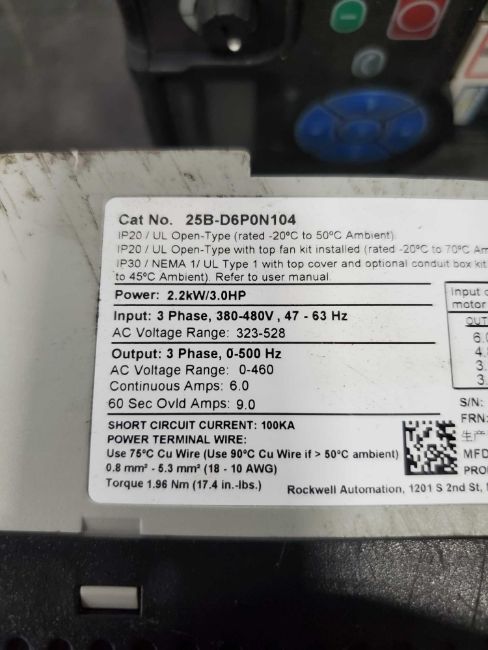 Cat No. 25B-D6P0N104
IP20 / UL Open-Type (rated -20°C to 50°C Ambient)
IP20 / UL Open-Type with top fan kit installed (rated -20°C to 70°C
IP30 / NEMA 1/ UL Type 1 with top cover and optional conduit box kit
to 45°C Ambient). Refer to user manual.
Power: 2.2kW/3.0HP
Input: 3 Phase, 380-480V, 47 - 63 Hz
AC Voltage Range: 323-528
Output: 3 Phase, 0-500 Hz
AC Voltage Range: 0-460
Continuous Amps: 6.0
60 Sec Ovld Amps: 9.0
SHORT CIRCUIT CURRENT: 100KA
POWER TERMINAL WIRE:
Use 75°C Cu Wire (Use 90°C Cu Wire if > 50°C ambient)
0.8 mm² - 5.3 mm² (18 - 10 AWG)
Torque 1.96 Nm (17.4 in.-lbs.)
Rockwell Automation, 1201 S 2nd St,
Input
motor
S/N:
FRN:
生产
MFD